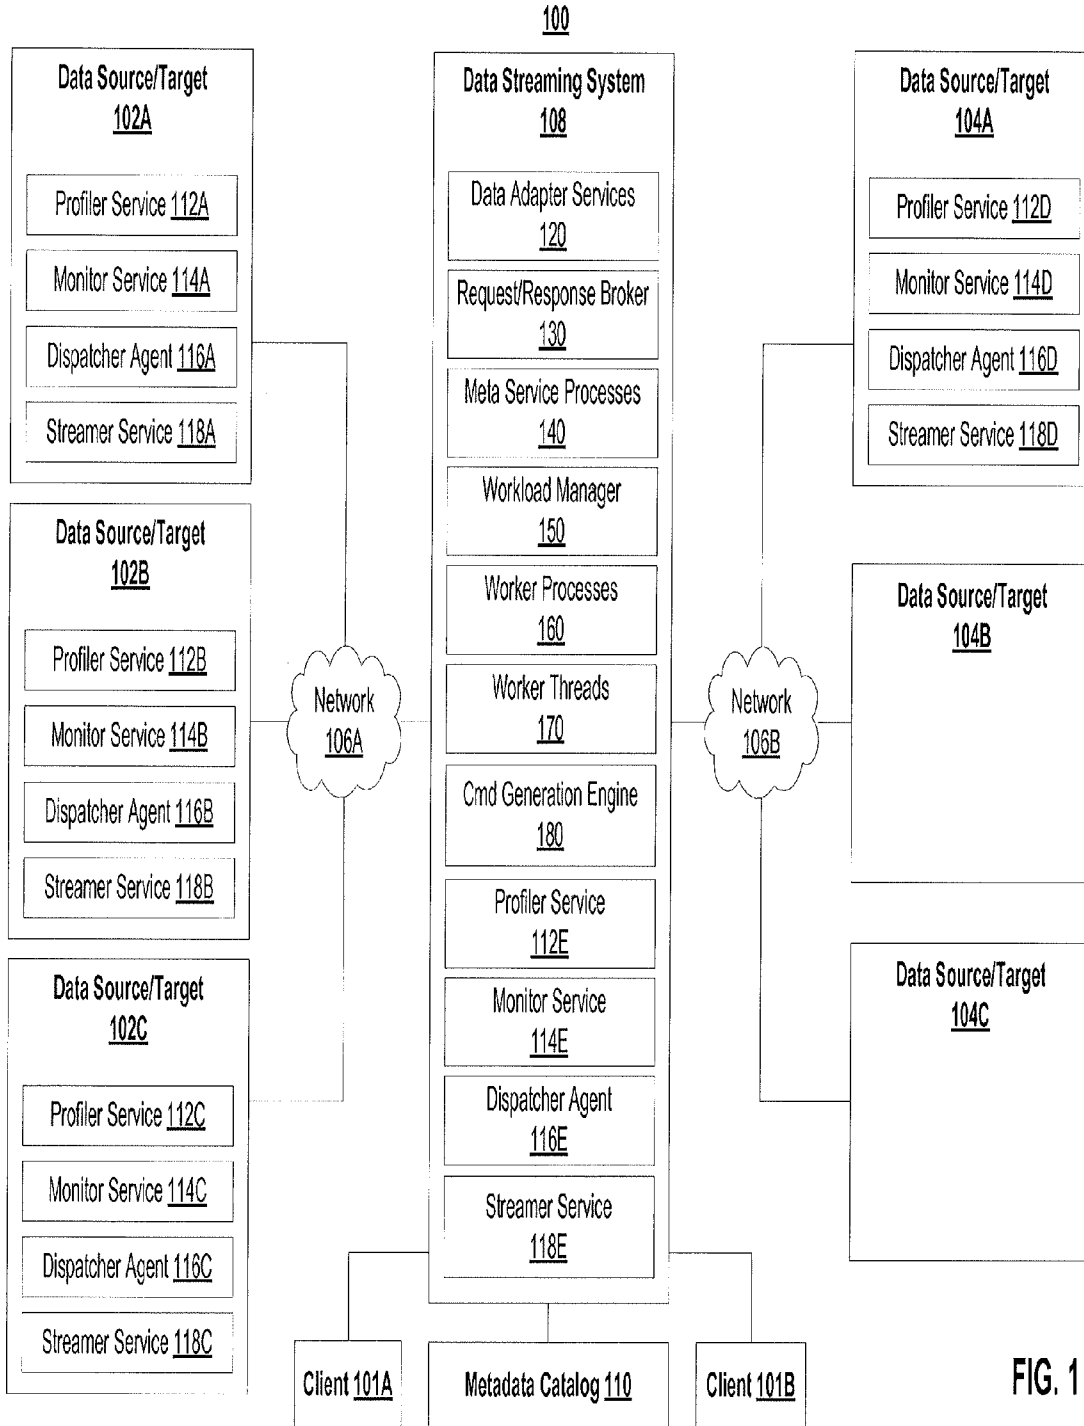 100
Data Source/Target
102A
Profiler Service 112A
Monitor Service 114A
Dispatcher Agent 116A
Streamer Service 118A
Data Source/Target
102B
Profiler Service 112B
Monitor Service 114B
Dispatcher Agent 116B
Streamer Service 118B
Data Source/Target
102C
Profiler Service 112C
Monitor Service 114C
Dispatcher Agent 116C
Streamer Service 118C
Network
106A
Data Streaming System
108
Data Adapter Services
120
Request/Response Broker
130
Meta Service Processes
140
Workload Manager
150
Worker Processes
160
Worker Threads
170
Cmd Generation Engine
180
Profiler Service
112E
Monitor Service
114E
Dispatcher Agent
116E
Streamer Service
118E
Network
106B
Data Source/Target
104A
Profiler Service 112D
Monitor Service 114D
Dispatcher Agent 116D
Streamer Service 118D
Data Source/Target
104B
Data Source/Target
104C
Client 101A
Metadata Catalog 110
Client 101B
FIG. 1